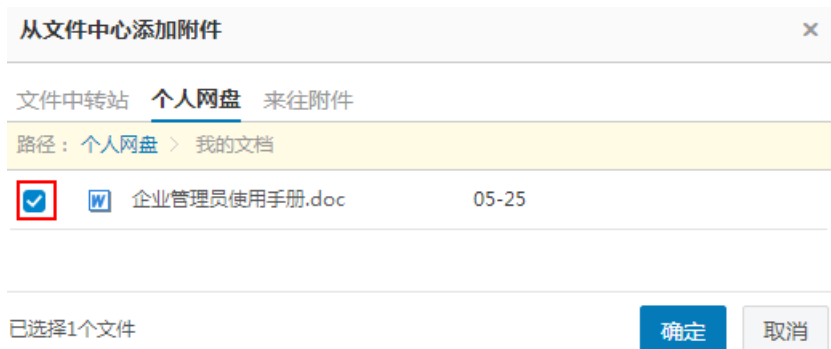 从文件中心添加附件 ×
文件中转站 个人网盘 来往附件
路径： 个人网盘 > 我的文档
W 企业管理员使用手册.doc 05-25
已选择1个文件 确定 取消